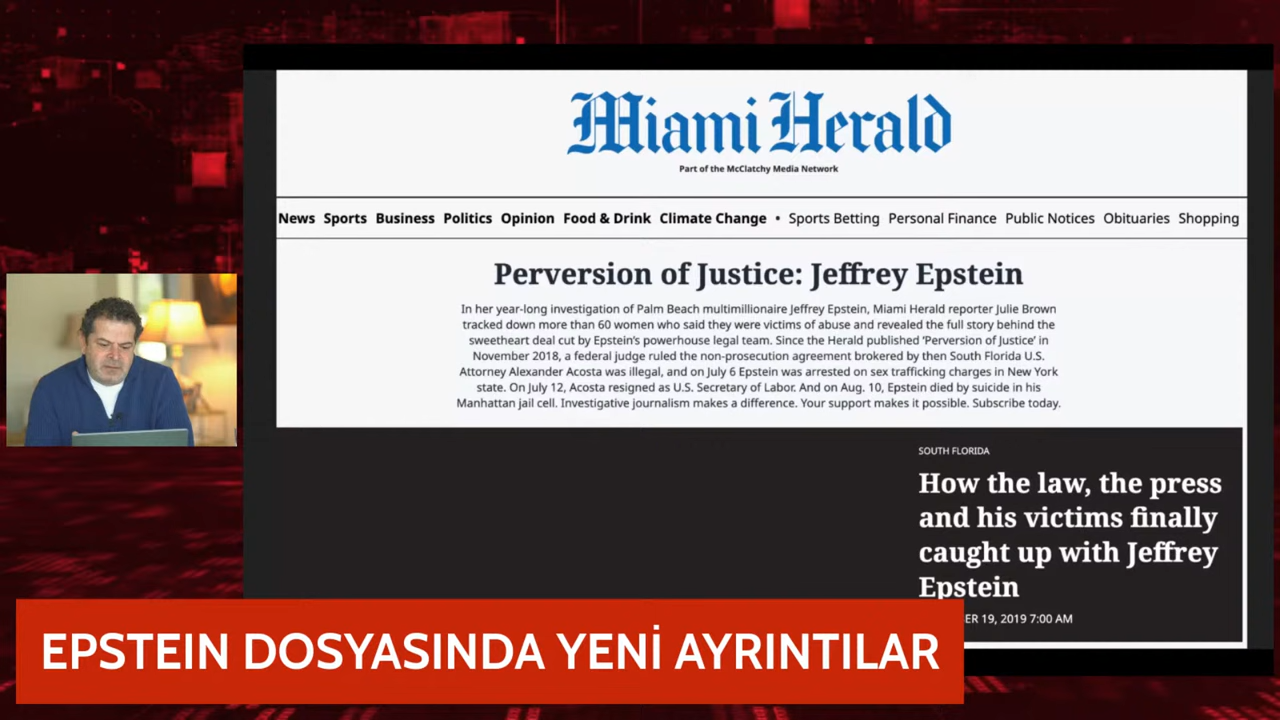 Miami Herald
Part of the McClatchy Media Network
News Sports Business Politics Opinion Food & Drink Climate Change • Sports Betting Personal Finance Public Notices Obituaries Shopping
Perversion of Justice: Jeffrey Epstein
In her year-long investigation of Palm Beach multimillionaire Jeffrey Epstein, Miami Herald reporter Julie Brown
tracked down more than 60 women who said they were victims of abuse and revealed the full story behind the
sweetheart deal cut by Epstein's powerhouse legal team. Since the Herald published 'Perversion of Justice' in
November 2018, a federal judge ruled the non-prosecution agreement brokered by then South Florida U.S.
Attorney Alexander Acosta was illegal, and on July 6 Epstein was arrested on sex trafficking charges in New York
state. On July 12, Acosta resigned as U.S. Secretary of Labor. And on Aug. 10, Epstein died by suicide in his
Manhattan jail cell. Investigative journalism makes a difference. Your support makes it possible. Subscribe today.
SOUTH FLORIDA
How the law, the press
and his victims finally
caught up with Jeffrey
Epstein
ER 19, 2019 7:00 AM
EPSTEIN DOSYASINDA YENİ AYRINTILAR